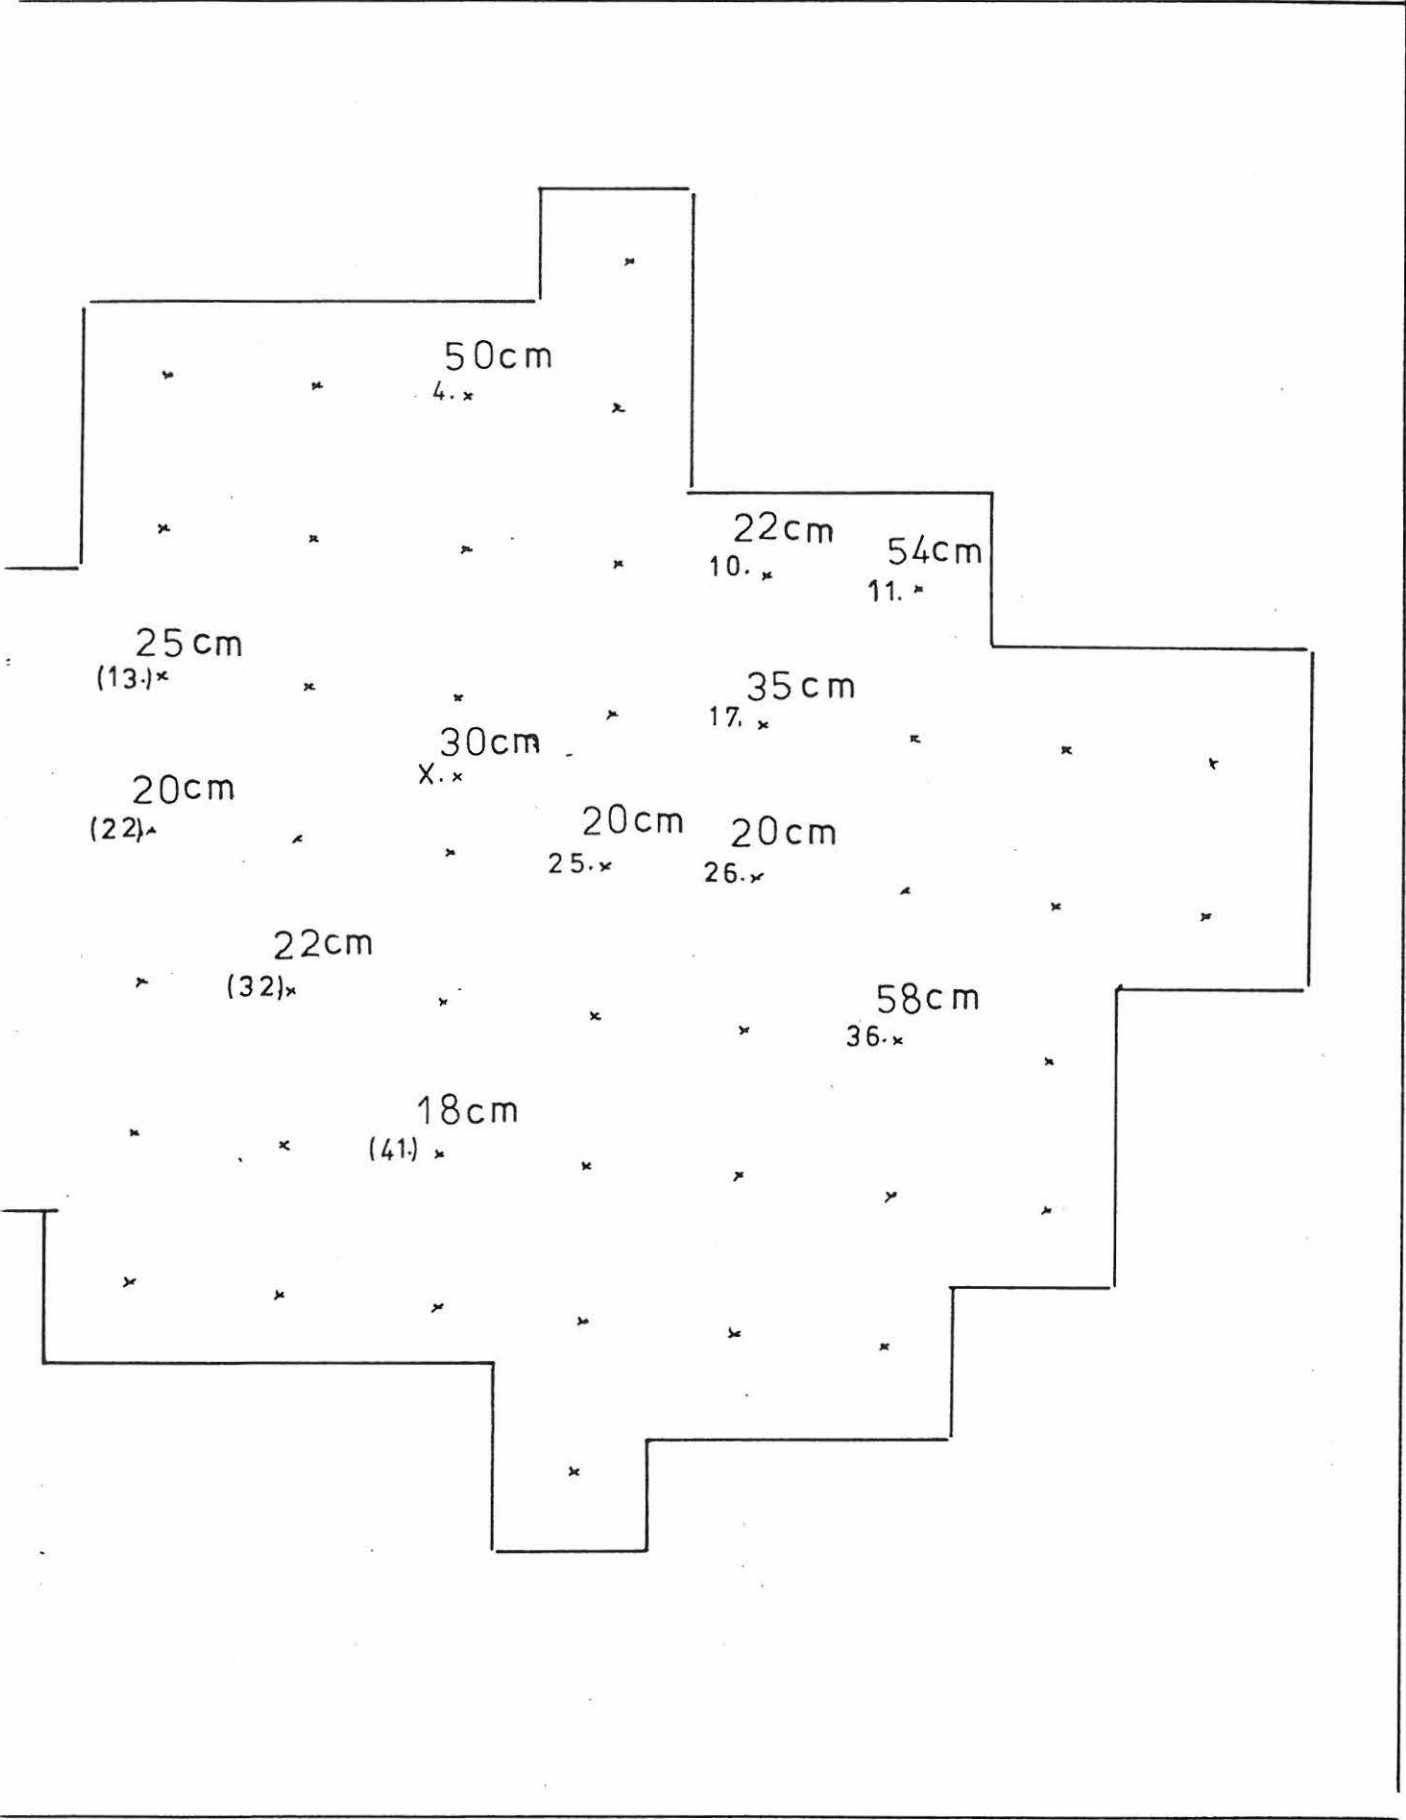 50cm
4.
22cm
10.
54cm
11.
25cm
(13.)
35cm
17.
30cm
X.
20cm
(22).
20cm
25.
20cm
26.
22cm
(32)
58cm
36.
18cm
(41.)